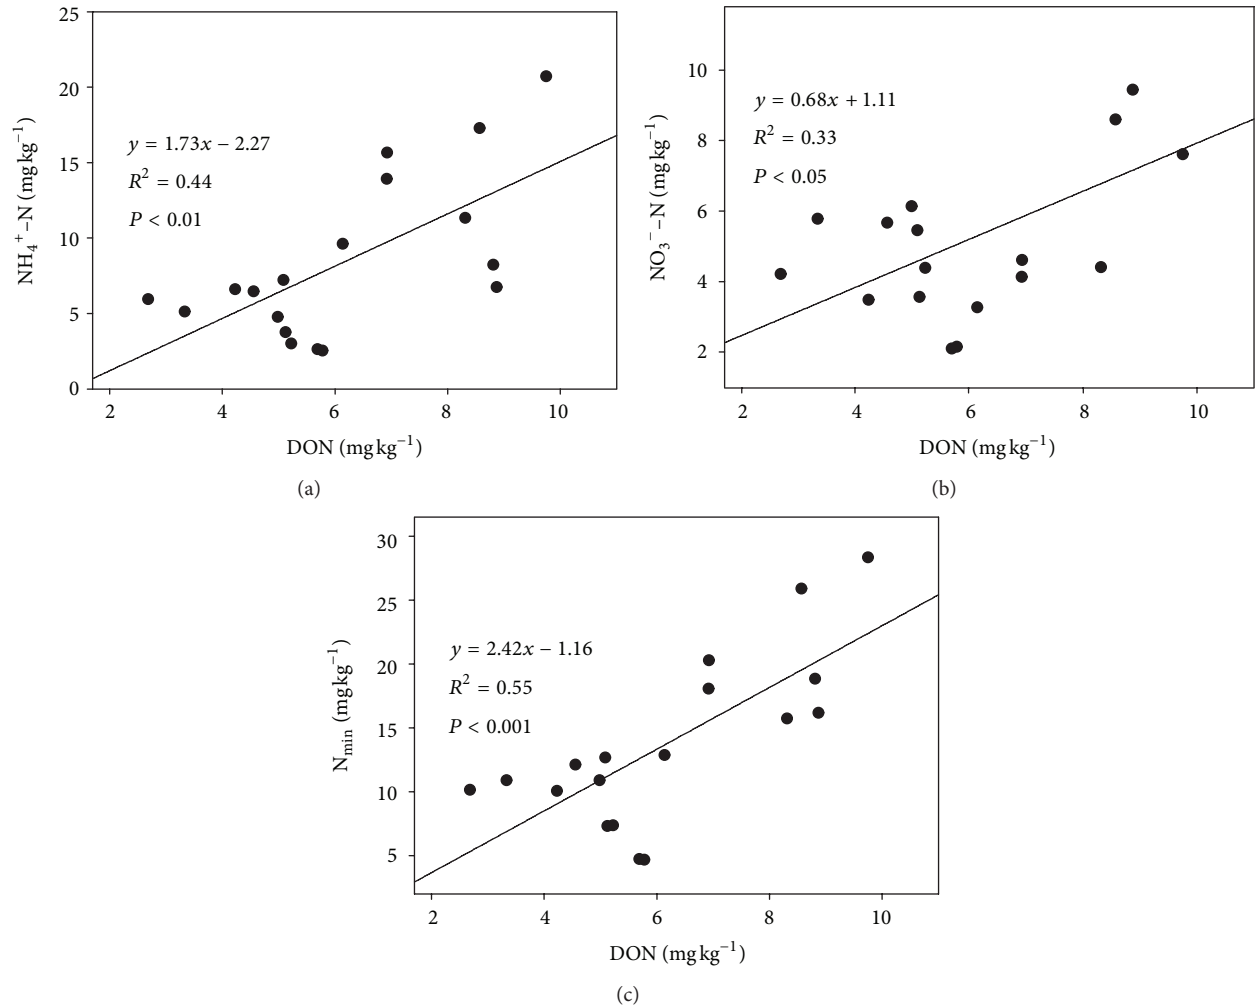 25
20
15
10
5
0
NH₄⁺–N (mg kg⁻¹)
y = 1.73x − 2.27
R² = 0.44
P < 0.01
2 4 6 8 10
DON (mg kg⁻¹)
(a)
10
8
6
4
2
NO₃⁻–N (mg kg⁻¹)
y = 0.68x + 1.11
R² = 0.33
P < 0.05
2 4 6 8 10
DON (mg kg⁻¹)
(b)
30
25
20
15
10
5
N_min (mg kg⁻¹)
y = 2.42x − 1.16
R² = 0.55
P < 0.001
2 4 6 8 10
DON (mg kg⁻¹)
(c)